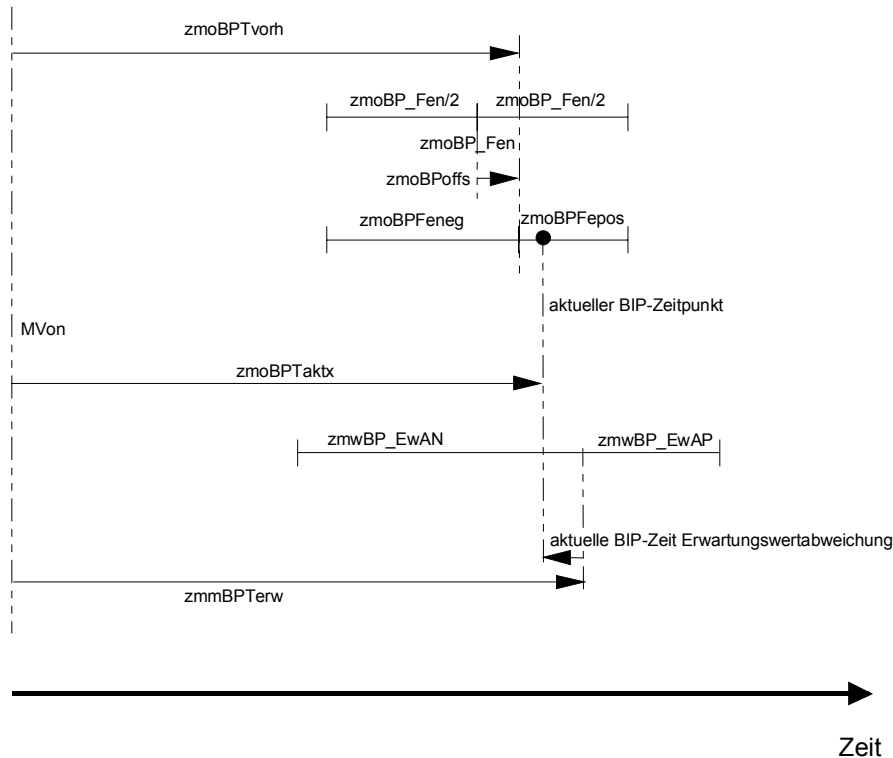 zmoBPTvorh
zmoBP_Fen/2 zmoBP_Fen/2
zmoBP_Fen
zmoBPoffs
zmoBPFeneg zmoBPFepos
aktueller BIP-Zeitpunkt
MVon
zmoBPTaktx
zmwBP_EwAN zmwBP_EwAP
aktuelle BIP-Zeit Erwartungswertabweichung
zmmBPTerw
Zeit